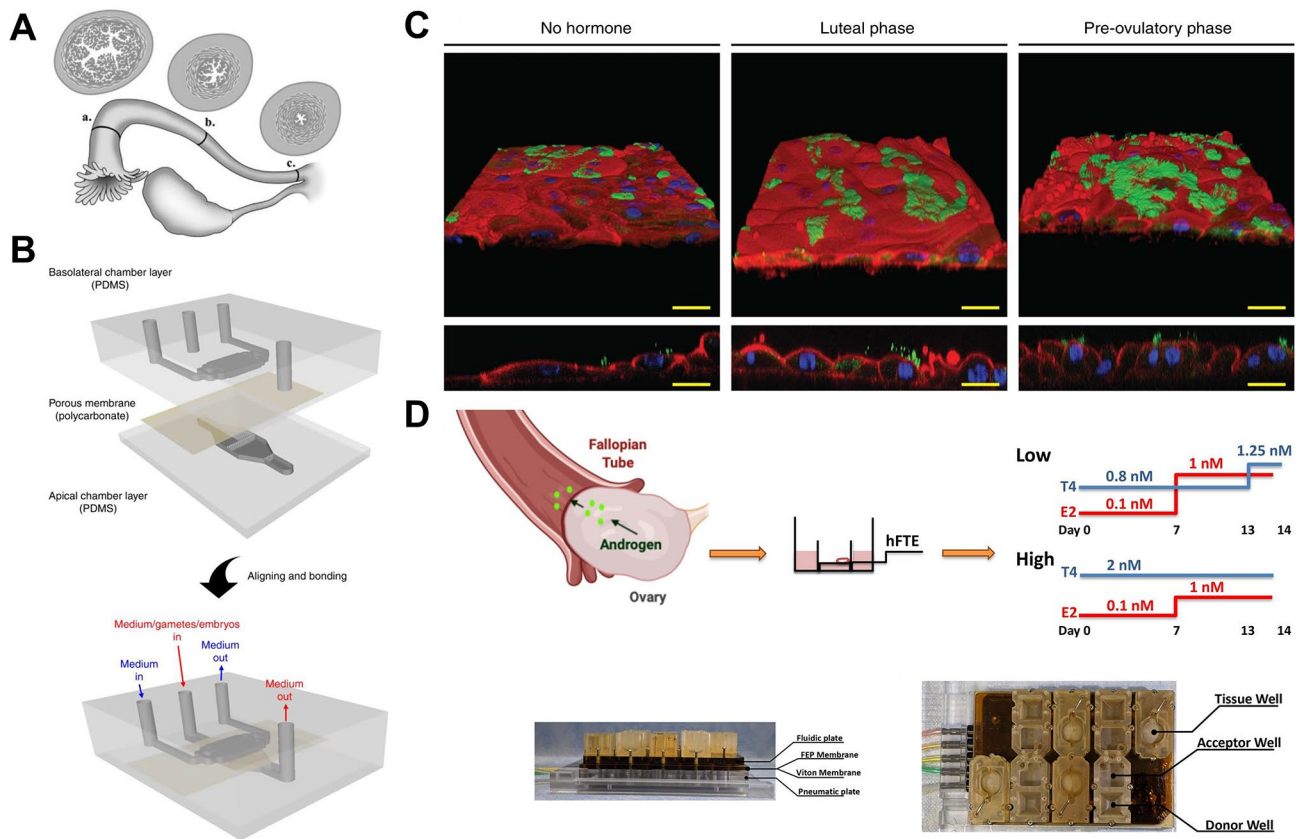 A
a.
b.
c.
B
Basolateral chamber layer
(PDMS)
Porous membrane
(polycarbonate)
Apical chamber layer
(PDMS)
Aligning and bonding
Medium/gametes/embryos
in
Medium
out
Medium
in
Medium
out
C
No hormone
Luteal phase
Pre-ovulatory phase
D
Fallopian
Tube
Androgen
Ovary
hFTE
Low
1.25 nM
1 nM
T4
0.8 nM
E2
0.1 nM
Day 0
7
13
14
High
T4
2 nM
1 nM
E2
0.1 nM
Day 0
7
13
14
Fluidic plate
FEP Membrane
Viton Membrane
Pneumatic plate
Tissue Well
Acceptor Well
Donor Well